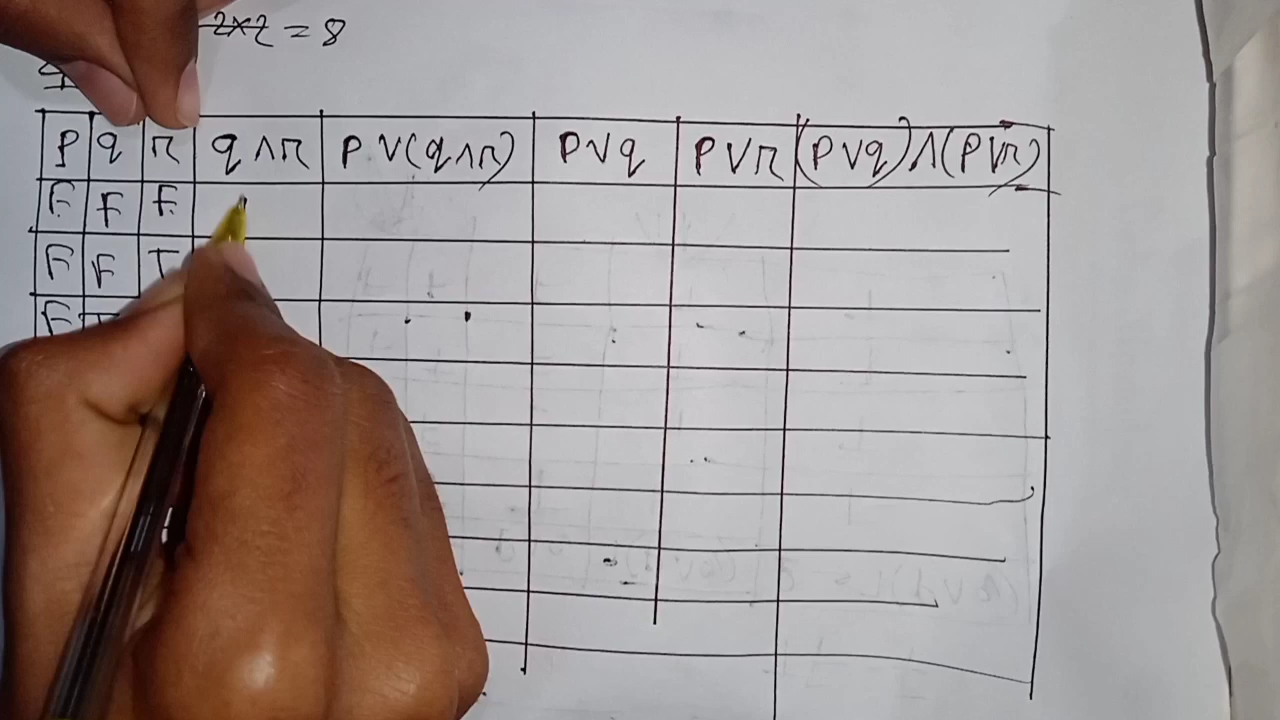 2×2 = 8
P q r q ∧ r P ∨ (q ∧ r) P ∨ q P ∨ r (P ∨ q) ∧ (P ∨ r)
F F F
F F T
F